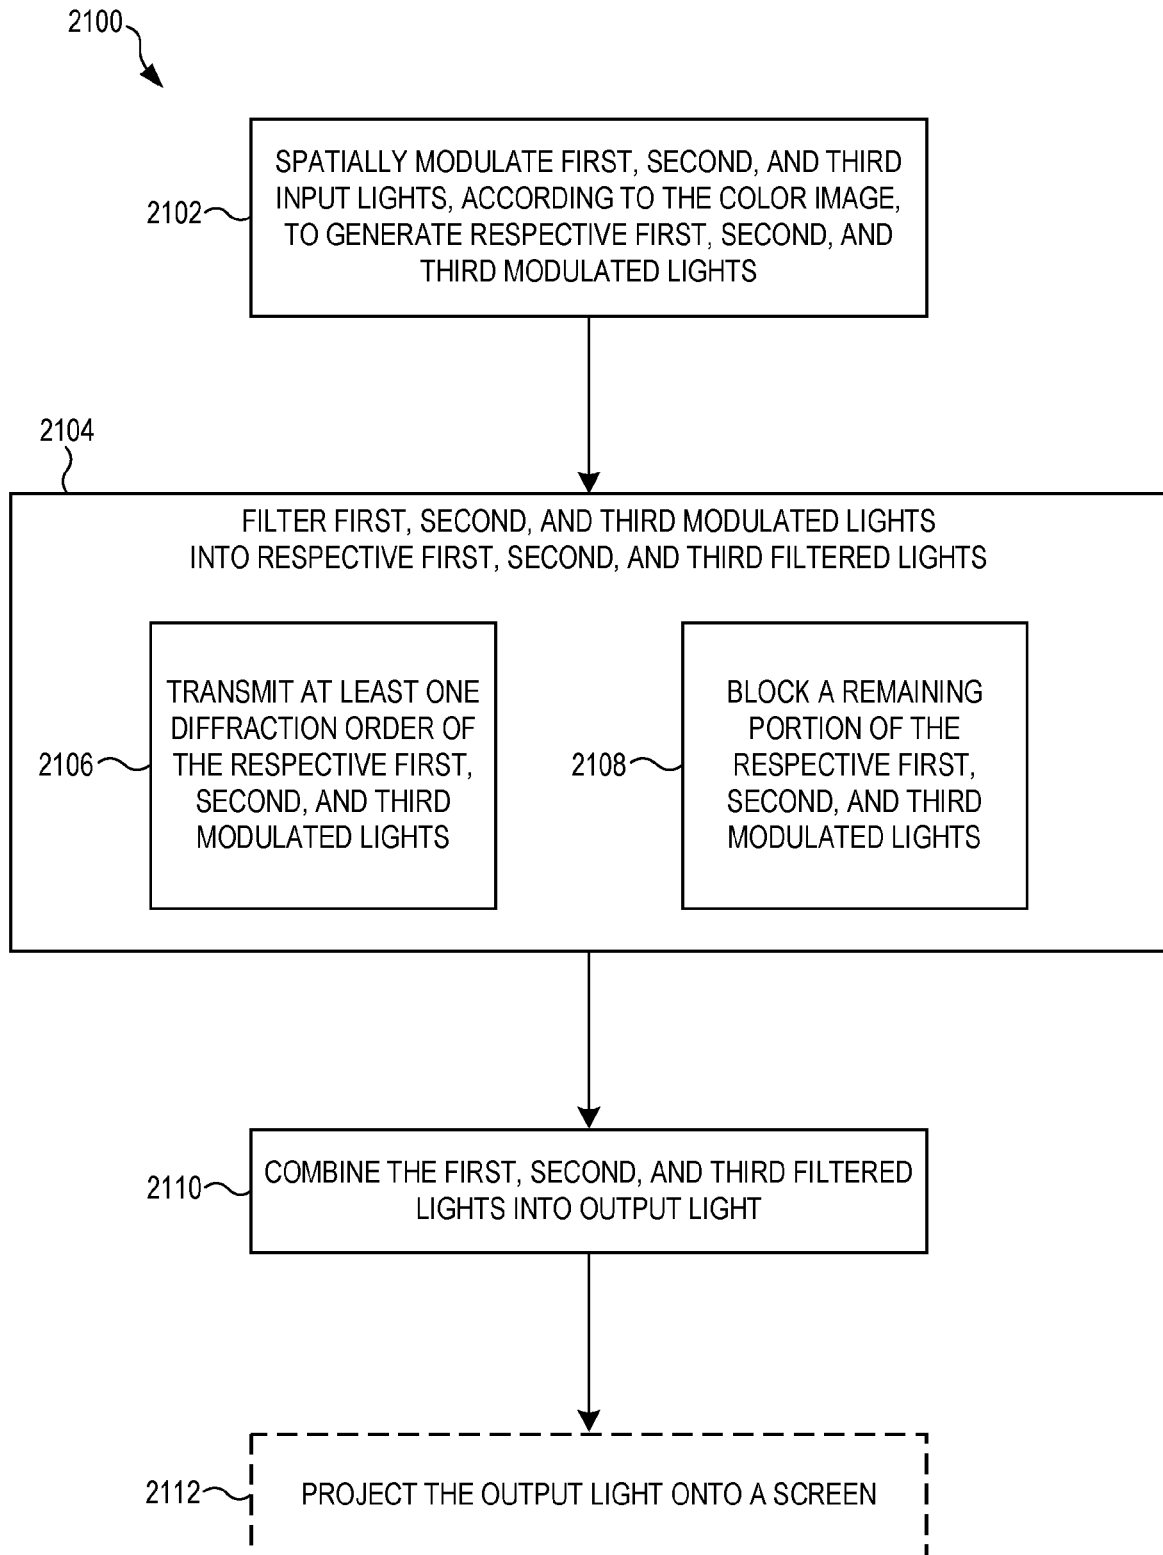 2100
SPATIALLY MODULATE FIRST, SECOND, AND THIRD
INPUT LIGHTS, ACCORDING TO THE COLOR IMAGE,
TO GENERATE RESPECTIVE FIRST, SECOND, AND
THIRD MODULATED LIGHTS
2102
2104
FILTER FIRST, SECOND, AND THIRD MODULATED LIGHTS
INTO RESPECTIVE FIRST, SECOND, AND THIRD FILTERED LIGHTS
TRANSMIT AT LEAST ONE
DIFFRACTION ORDER OF
THE RESPECTIVE FIRST,
SECOND, AND THIRD
MODULATED LIGHTS
2106
BLOCK A REMAINING
PORTION OF THE
RESPECTIVE FIRST,
SECOND, AND THIRD
MODULATED LIGHTS
2108
COMBINE THE FIRST, SECOND, AND THIRD FILTERED
LIGHTS INTO OUTPUT LIGHT
2110
PROJECT THE OUTPUT LIGHT ONTO A SCREEN
2112